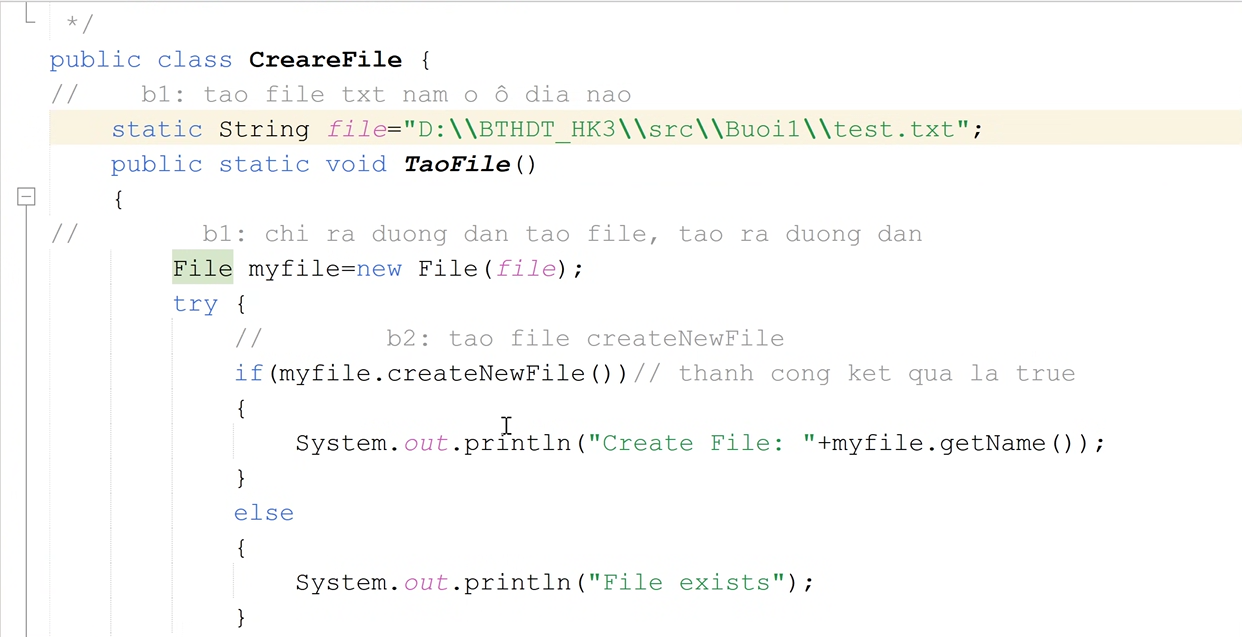 */
public class CreareFile {
//    b1: tao file txt nam o ô dia nao
    static String file="D:\\BTHDT_HK3\\src\\Buoi1\\test.txt";
    public static void TaoFile()
    {
//        b1: chi ra duong dan tao file, tao ra duong dan
        File myfile=new File(file);
        try {
            //        b2: tao file createNewFile
            if(myfile.createNewFile())// thanh cong ket qua la true
            {
                System.out.println("Create File: "+myfile.getName());
            }
            else
            {
                System.out.println("File exists");
            }